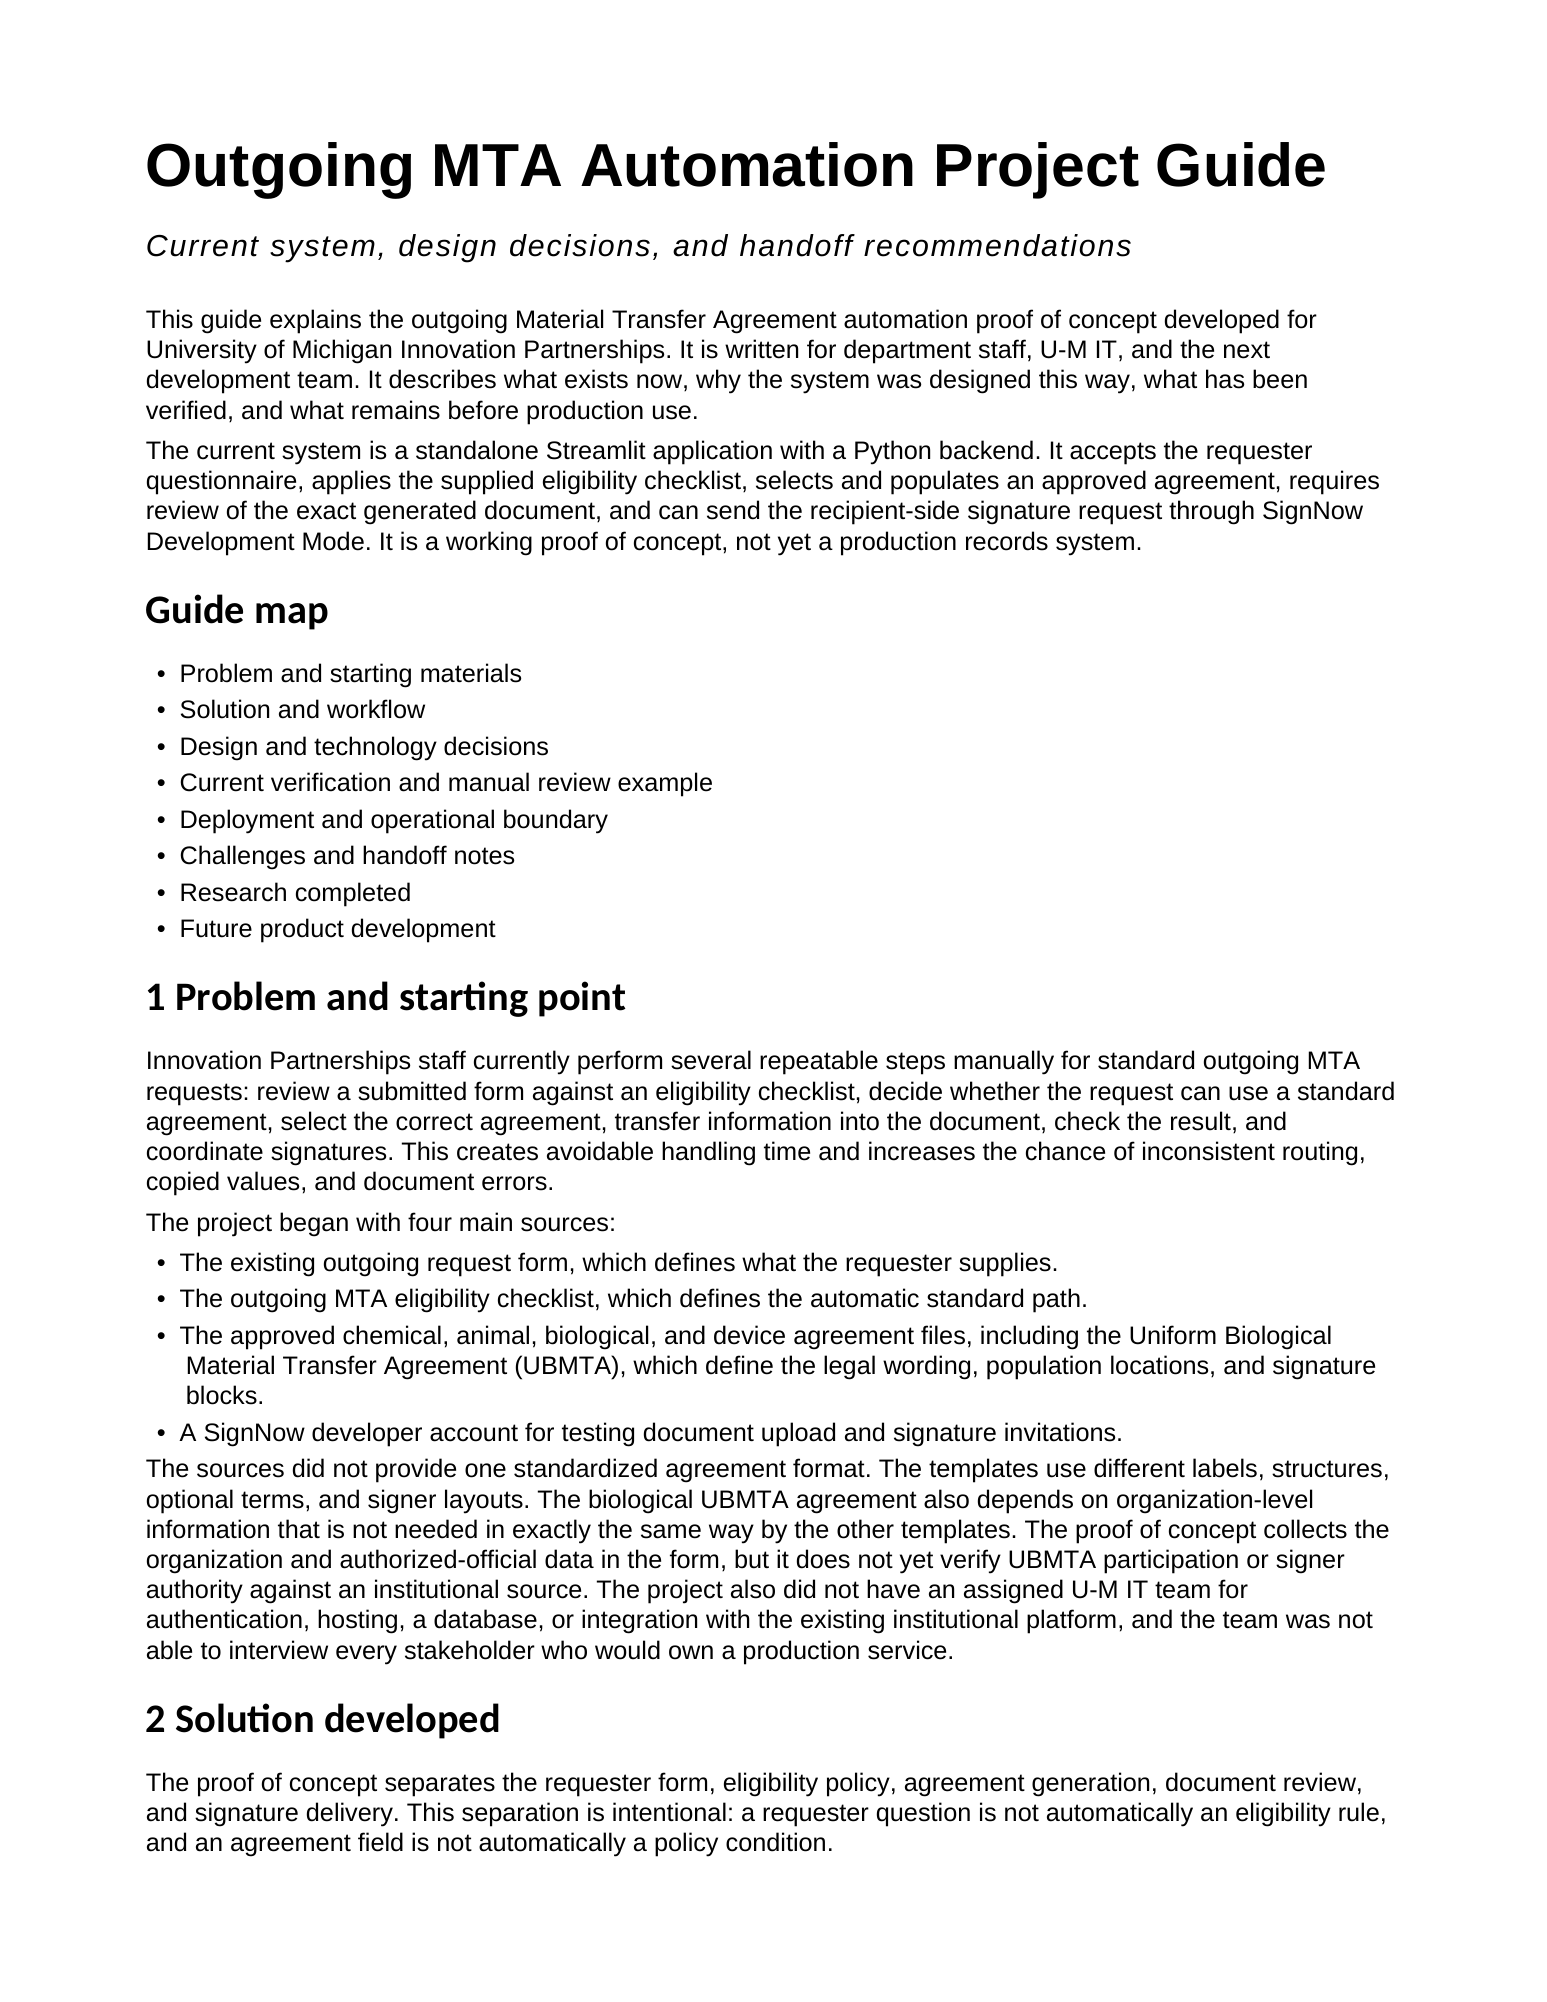 Outgoing MTA Automation Project Guide
Current system, design decisions, and handoff recommendations
This guide explains the outgoing Material Transfer Agreement automation proof of concept developed for
University of Michigan Innovation Partnerships. It is written for department staff, U-M IT, and the next
development team. It describes what exists now, why the system was designed this way, what has been
verified, and what remains before production use.
The current system is a standalone Streamlit application with a Python backend. It accepts the requester
questionnaire, applies the supplied eligibility checklist, selects and populates an approved agreement, requires
review of the exact generated document, and can send the recipient-side signature request through SignNow
Development Mode. It is a working proof of concept, not yet a production records system.
Guide map
• Problem and starting materials
• Solution and workflow
• Design and technology decisions
• Current verification and manual review example
• Deployment and operational boundary
• Challenges and handoff notes
• Research completed
• Future product development
1 Problem and starting point
Innovation Partnerships staff currently perform several repeatable steps manually for standard outgoing MTA
requests: review a submitted form against an eligibility checklist, decide whether the request can use a standard
agreement, select the correct agreement, transfer information into the document, check the result, and
coordinate signatures. This creates avoidable handling time and increases the chance of inconsistent routing,
copied values, and document errors.
The project began with four main sources:
• The existing outgoing request form, which defines what the requester supplies.
• The outgoing MTA eligibility checklist, which defines the automatic standard path.
• The approved chemical, animal, biological, and device agreement files, including the Uniform Biological
Material Transfer Agreement (UBMTA), which define the legal wording, population locations, and signature
blocks.
• A SignNow developer account for testing document upload and signature invitations.
The sources did not provide one standardized agreement format. The templates use different labels, structures,
optional terms, and signer layouts. The biological UBMTA agreement also depends on organization-level
information that is not needed in exactly the same way by the other templates. The proof of concept collects the
organization and authorized-official data in the form, but it does not yet verify UBMTA participation or signer
authority against an institutional source. The project also did not have an assigned U-M IT team for
authentication, hosting, a database, or integration with the existing institutional platform, and the team was not
able to interview every stakeholder who would own a production service.
2 Solution developed
The proof of concept separates the requester form, eligibility policy, agreement generation, document review,
and signature delivery. This separation is intentional: a requester question is not automatically an eligibility rule,
and an agreement field is not automatically a policy condition.